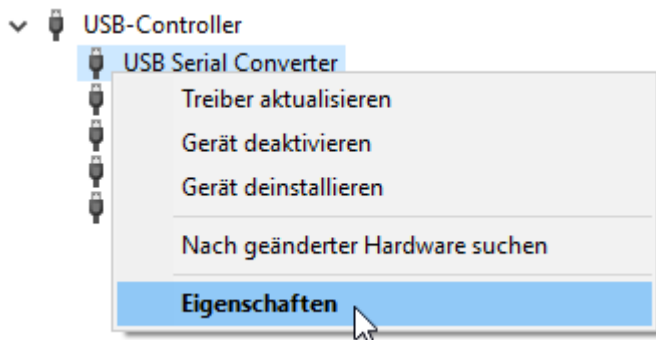 USB-Controller
USB Serial Converter
Treiber aktualisieren
Gerät deaktivieren
Gerät deinstallieren
Nach geänderter Hardware suchen
Eigenschaften